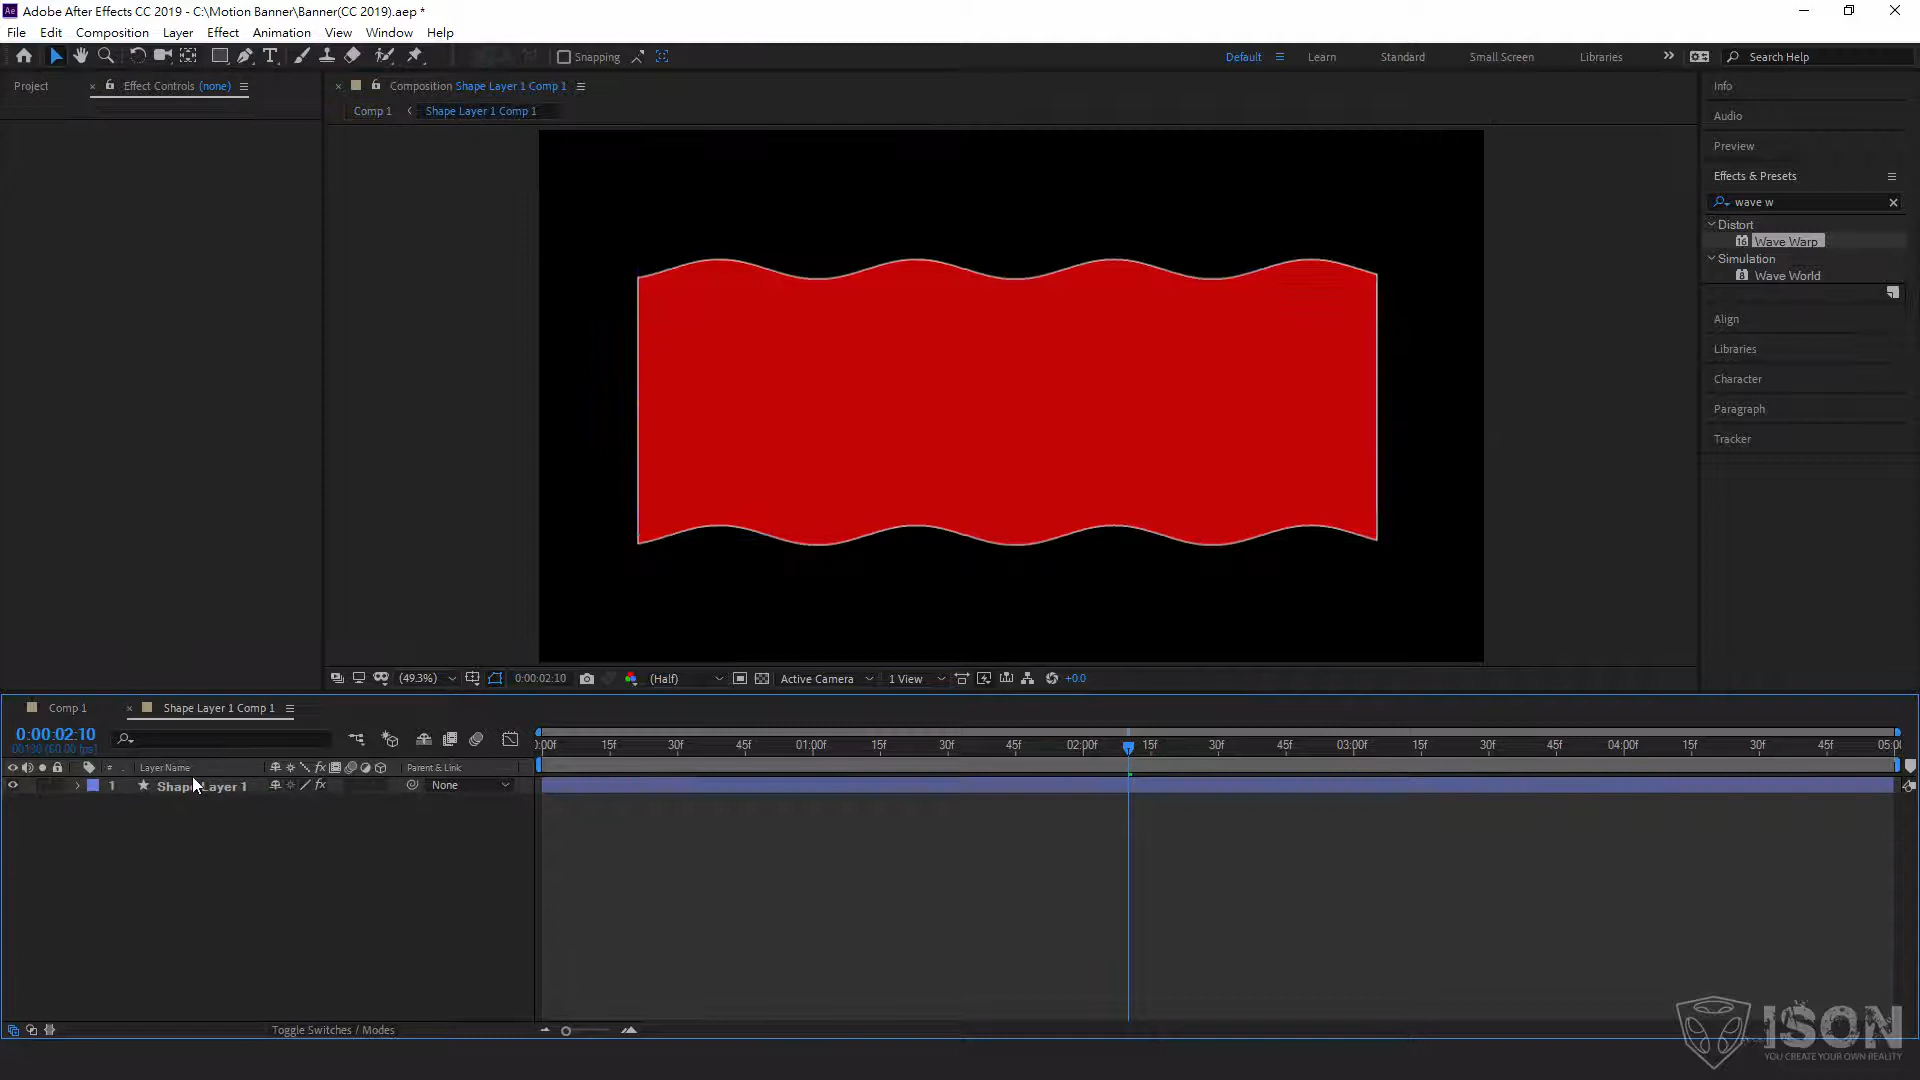 Adobe After Effects CC 2019 - C:\Motion Banner\Banner(CC 2019).aep *
File Edit Composition Layer Effect Animation View Window Help
Snapping Default Learn Standard Small Screen Libraries Search Help
Project Effect Controls (none) Composition Shape Layer 1 Comp 1
Comp 1 Shape Layer 1 Comp 1
Info
Audio
Preview
Effects & Presets
wave w
Distort
Wave Warp
Simulation
Wave World
Align
Libraries
Character
Paragraph
Tracker
(49.3%) 0:00:02:10 (Half) Active Camera 1 View +0.0
Comp 1 Shape Layer 1 Comp 1
0:00:02:10
00130 (60.00 fps)
:00f 15f 30f 45f 01:00f 15f 30f 45f 02:00f 15f 30f 45f 03:00f 15f 30f 45f 04:00f 15f 30f 45f 05:00
# Layer Name Parent & Link
1 Shape Layer 1 None
Toggle Switches / Modes
ISON
YOU CREATE YOUR OWN REALITY